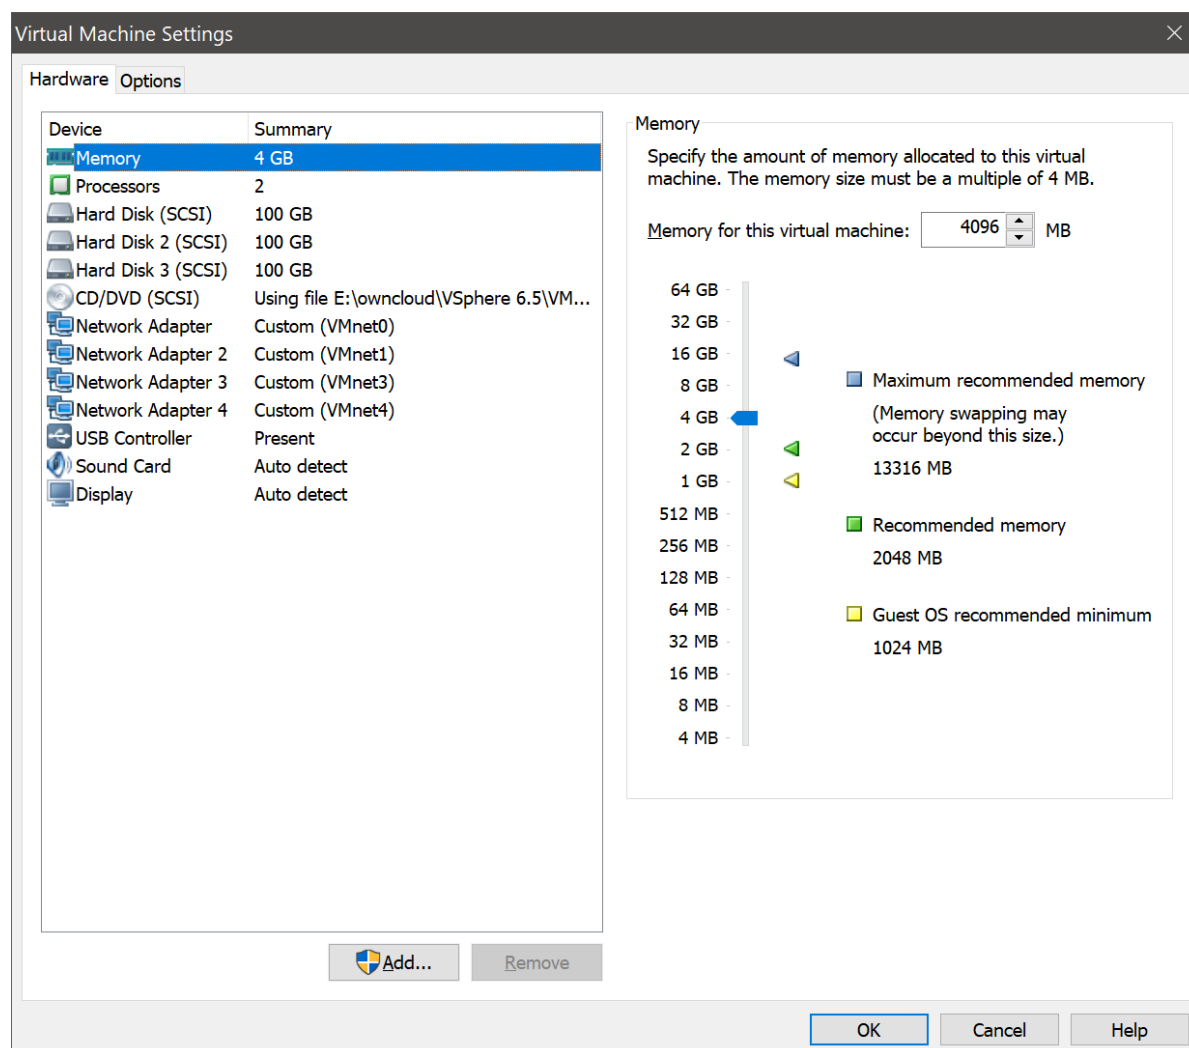 Virtual Machine Settings
Hardware Options
Device Summary
Memory 4 GB
Processors 2
Hard Disk (SCSI) 100 GB
Hard Disk 2 (SCSI) 100 GB
Hard Disk 3 (SCSI) 100 GB
CD/DVD (SCSI) Using file E:\owncloud\VSphere 6.5\VM...
Network Adapter Custom (VMnet0)
Network Adapter 2 Custom (VMnet1)
Network Adapter 3 Custom (VMnet3)
Network Adapter 4 Custom (VMnet4)
USB Controller Present
Sound Card Auto detect
Display Auto detect
Add... Remove
Memory
Specify the amount of memory allocated to this virtual
machine. The memory size must be a multiple of 4 MB.
Memory for this virtual machine: 4096 MB
64 GB
32 GB
16 GB
8 GB
4 GB
2 GB
1 GB
512 MB
256 MB
128 MB
64 MB
32 MB
16 MB
8 MB
4 MB
Maximum recommended memory
(Memory swapping may
occur beyond this size.)
13316 MB
Recommended memory
2048 MB
Guest OS recommended minimum
1024 MB
OK Cancel Help